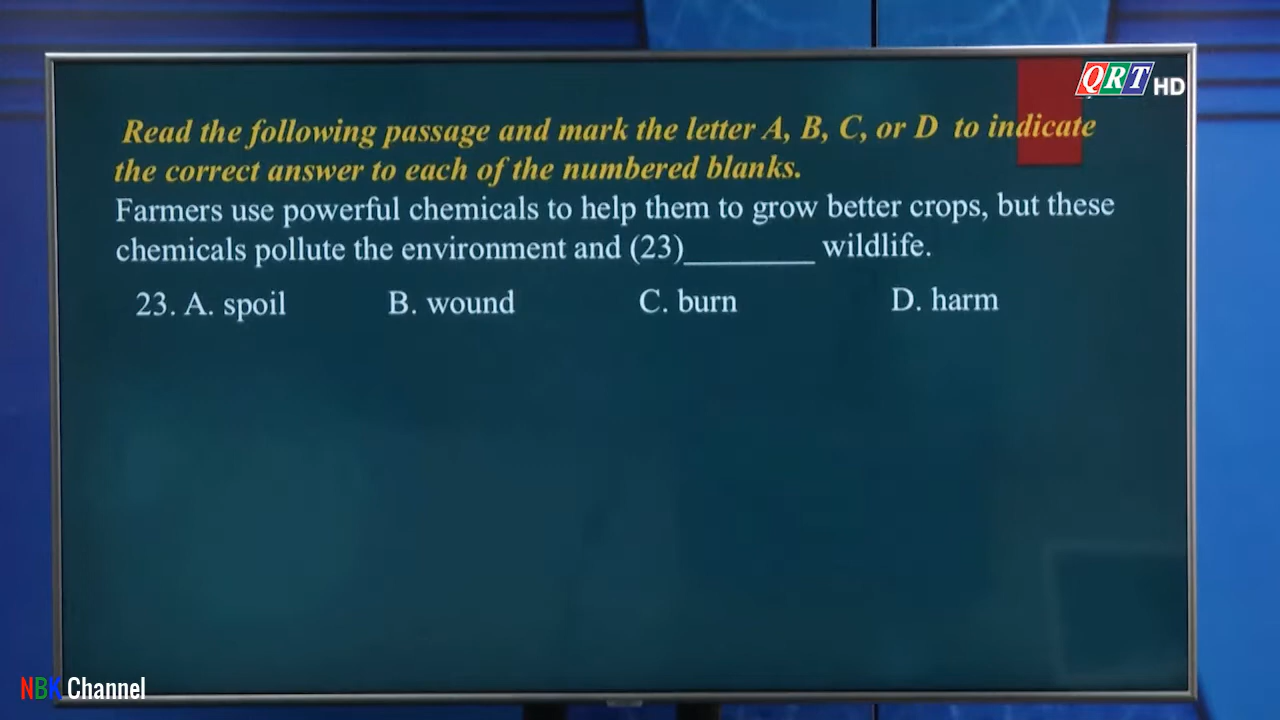 QRT HD
Read the following passage and mark the letter A, B, C, or D to indicate
the correct answer to each of the numbered blanks.
Farmers use powerful chemicals to help them to grow better crops, but these
chemicals pollute the environment and (23)________ wildlife.
23. A. spoil B. wound C. burn D. harm
NBK Channel